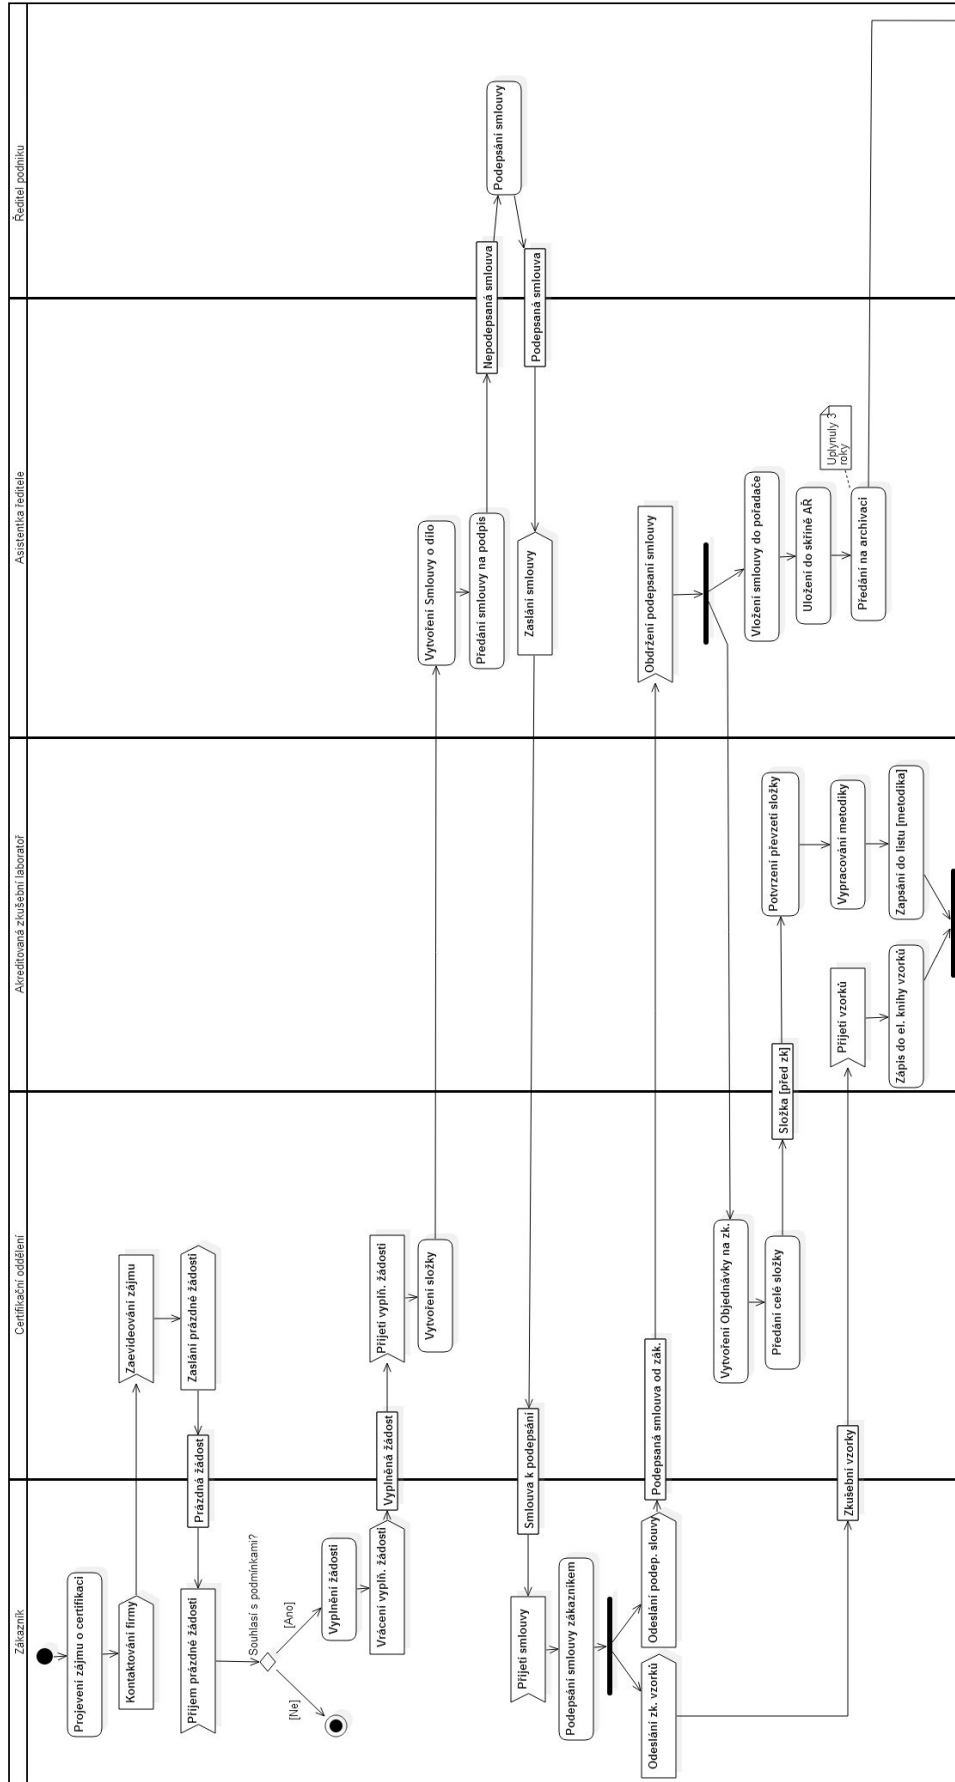 Zákazník
Certifikační oddělení
Akreditovaná zkušební laboratoř
Asistentka ředitele
Ředitel podniku
Projevení zájmu o certifikaci
Kontaktování firmy
Zaevideování zájmu
Zaslání prázdné žádosti
Prázdná žádost
Příjem prázdné žádosti
Souhlasí s podmínkami?
[Ne]
[Ano]
Vyplnění žádosti
Vrácení vyplň. žádosti
Vyplněná žádost
Přijetí vyplň. žádosti
Vytvoření složky
Vytvoření Smlouvy o dílo
Předání smlouvy na podpis
Nepodepsaná smlouva
Podepsání smlouvy
Podepsaná smlouva
Zaslání smlouvy
Smlouva k podepsání
Přijetí smlouvy
Podepsání smlouvy zákazníkem
Odeslání zk. vzorků
Odeslání podep. slouvy
Podepsaná smlouva od zák.
Obdržení podepsaní smlouvy
Vytvoření Objednávky na zk.
Předání celé složky
Složka [před zk]
Potvrzení převzetí složky
Vypracování metodiky
Zapsání do listu [metodika]
Zkušební vzorky
Přijetí vzorků
Zápis do el. knihy vzorků
Vložení smlouvy do pořadače
Uložení do skříně AŘ
Předání na archivaci
Uplynuly 3
roky